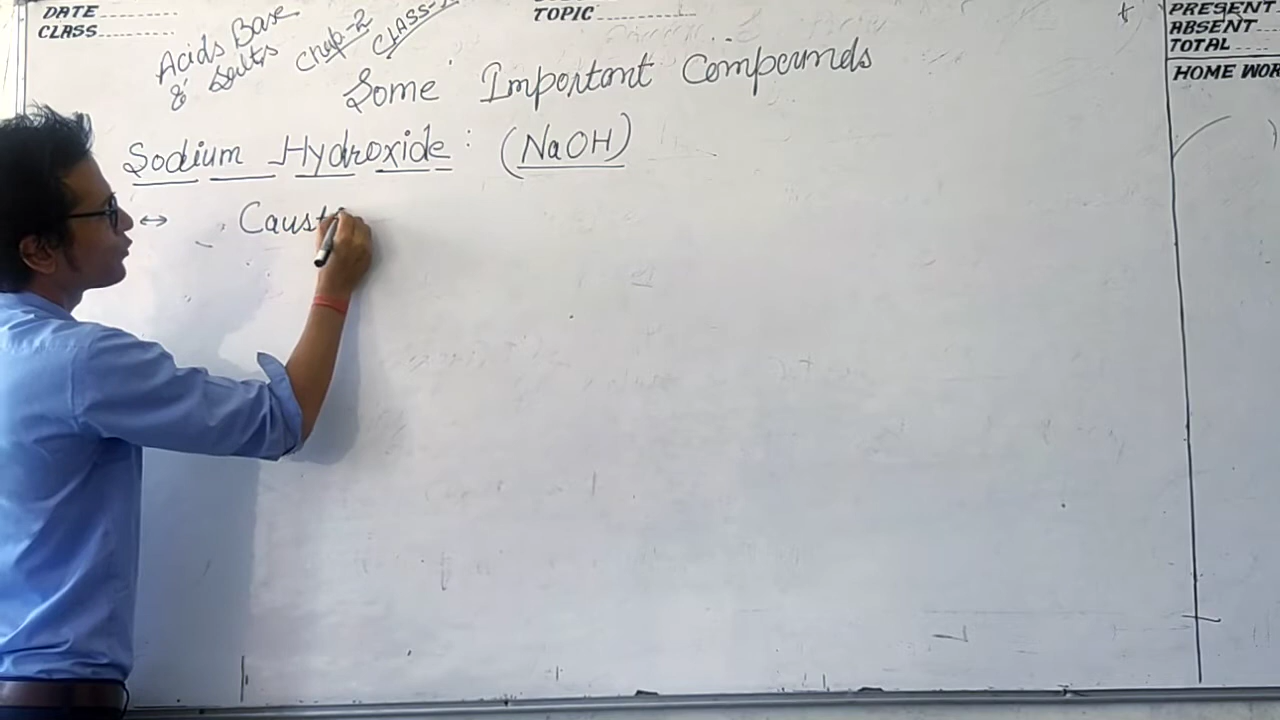 DATE
CLASS
TOPIC
PRESENT
ABSENT
TOTAL
HOME WOR
Acids Base
& Salts
Chap-2
CLASS-
Some Important Compounds
Sodium Hydroxide : (NaOH)
↔ Caust